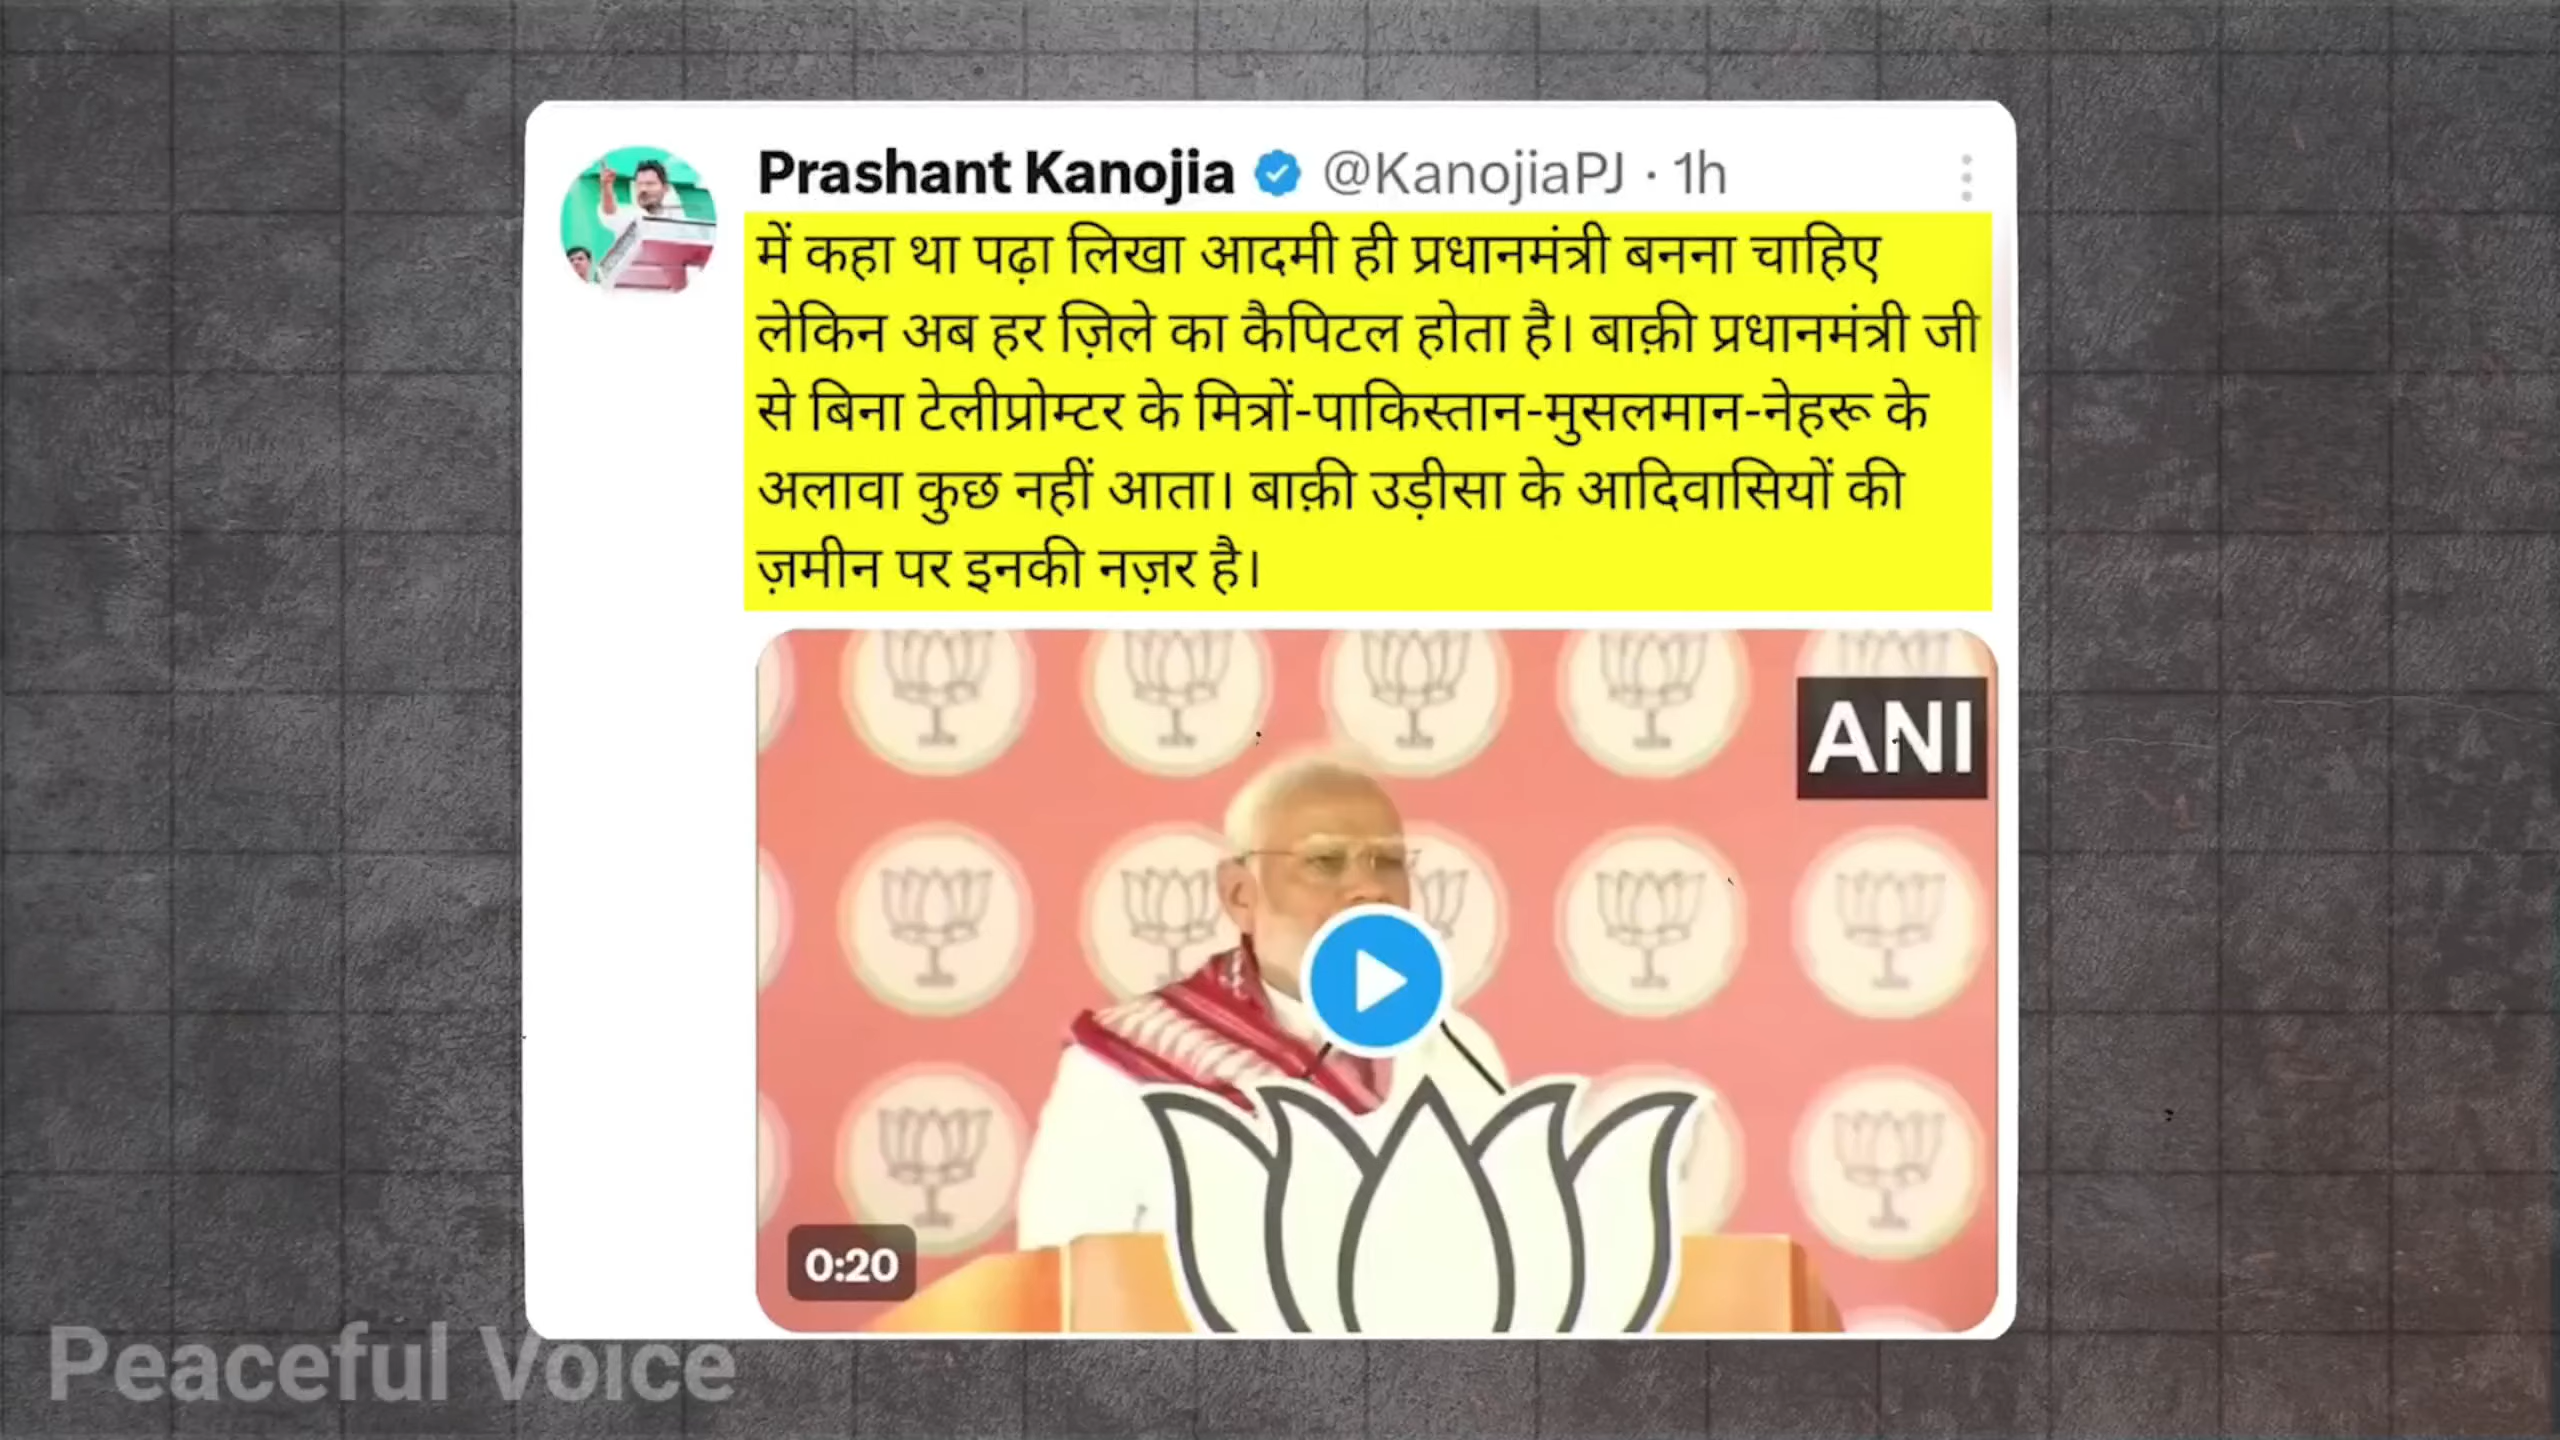 Prashant Kanojia @KanojiaPJ · 1h
में कहा था पढ़ा लिखा आदमी ही प्रधानमंत्री बनना चाहिए
लेकिन अब हर ज़िले का कैपिटल होता है। बाक़ी प्रधानमंत्री जी
से बिना टेलीप्रोम्टर के मित्रों-पाकिस्तान-मुसलमान-नेहरू के
अलावा कुछ नहीं आता। बाक़ी उड़ीसा के आदिवासियों की
ज़मीन पर इनकी नज़र है।
ANI
0:20
Peaceful Voice